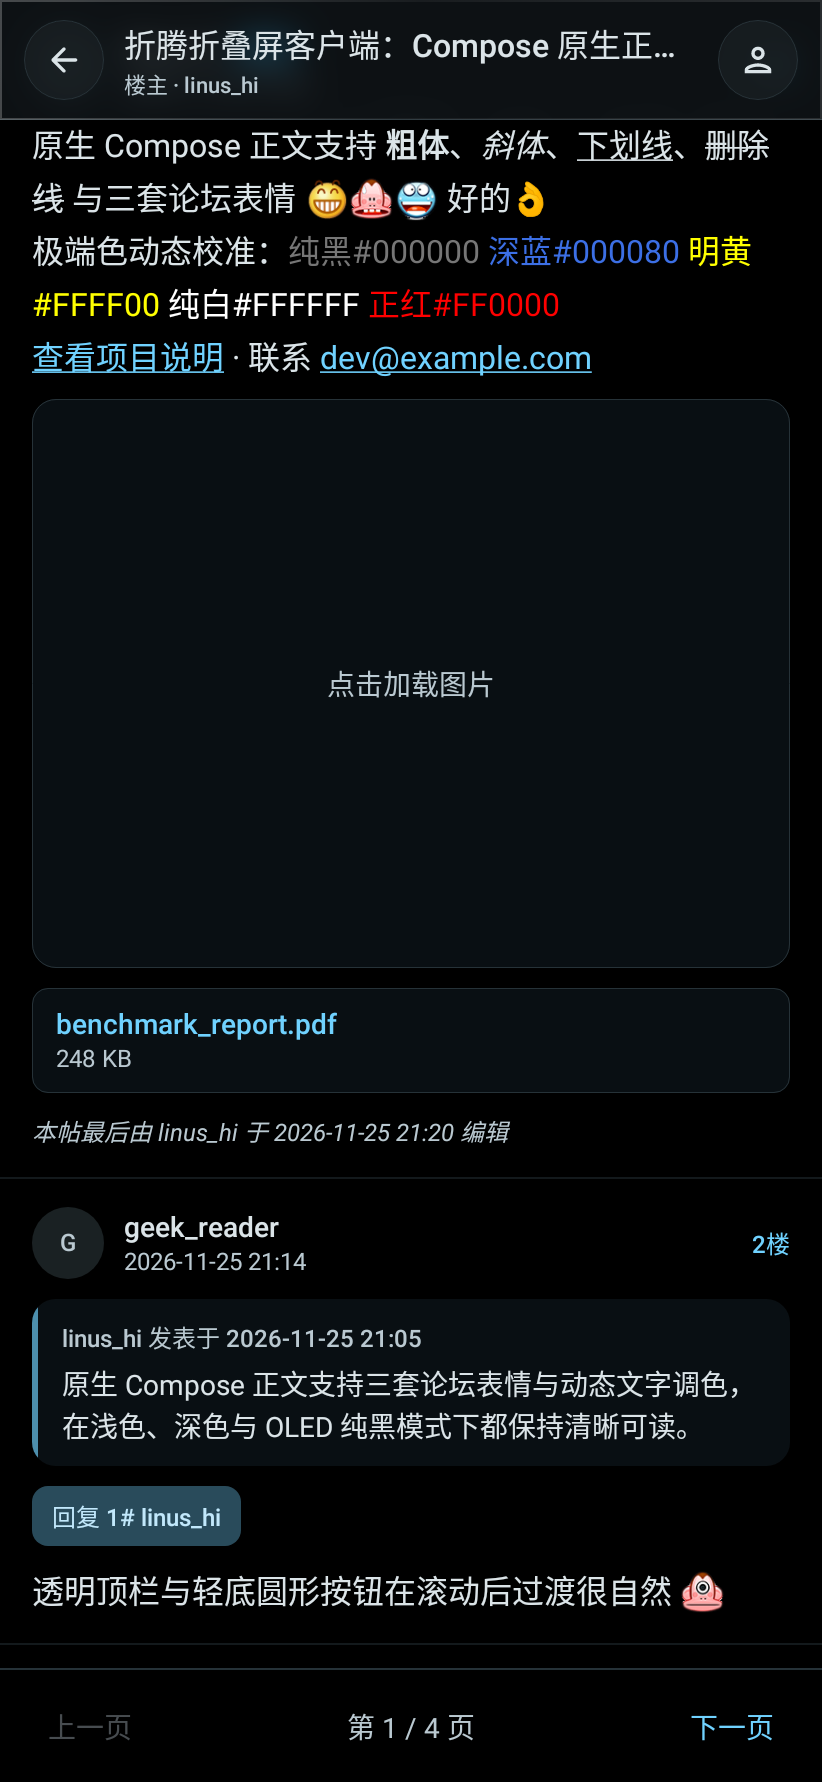 折腾折叠屏客户端：Compose 原生正...
楼主 · linus_hi
原生 Compose 正文支持 粗体、斜体、下划线、删除
线 与三套论坛表情 好的
极端色动态校准：纯黑#000000 深蓝#000080 明黄
#FFFF00 纯白#FFFFFF 正红#FF0000
查看项目说明 · 联系 dev@example.com
点击加载图片
benchmark_report.pdf
248 KB
本帖最后由 linus_hi 于 2026-11-25 21:20 编辑
G
geek_reader
2026-11-25 21:14
2楼
linus_hi 发表于 2026-11-25 21:05
原生 Compose 正文支持三套论坛表情与动态文字调色，
在浅色、深色与 OLED 纯黑模式下都保持清晰可读。
回复 1# linus_hi
透明顶栏与轻底圆形按钮在滚动后过渡很自然
上一页
第 1 / 4 页
下一页